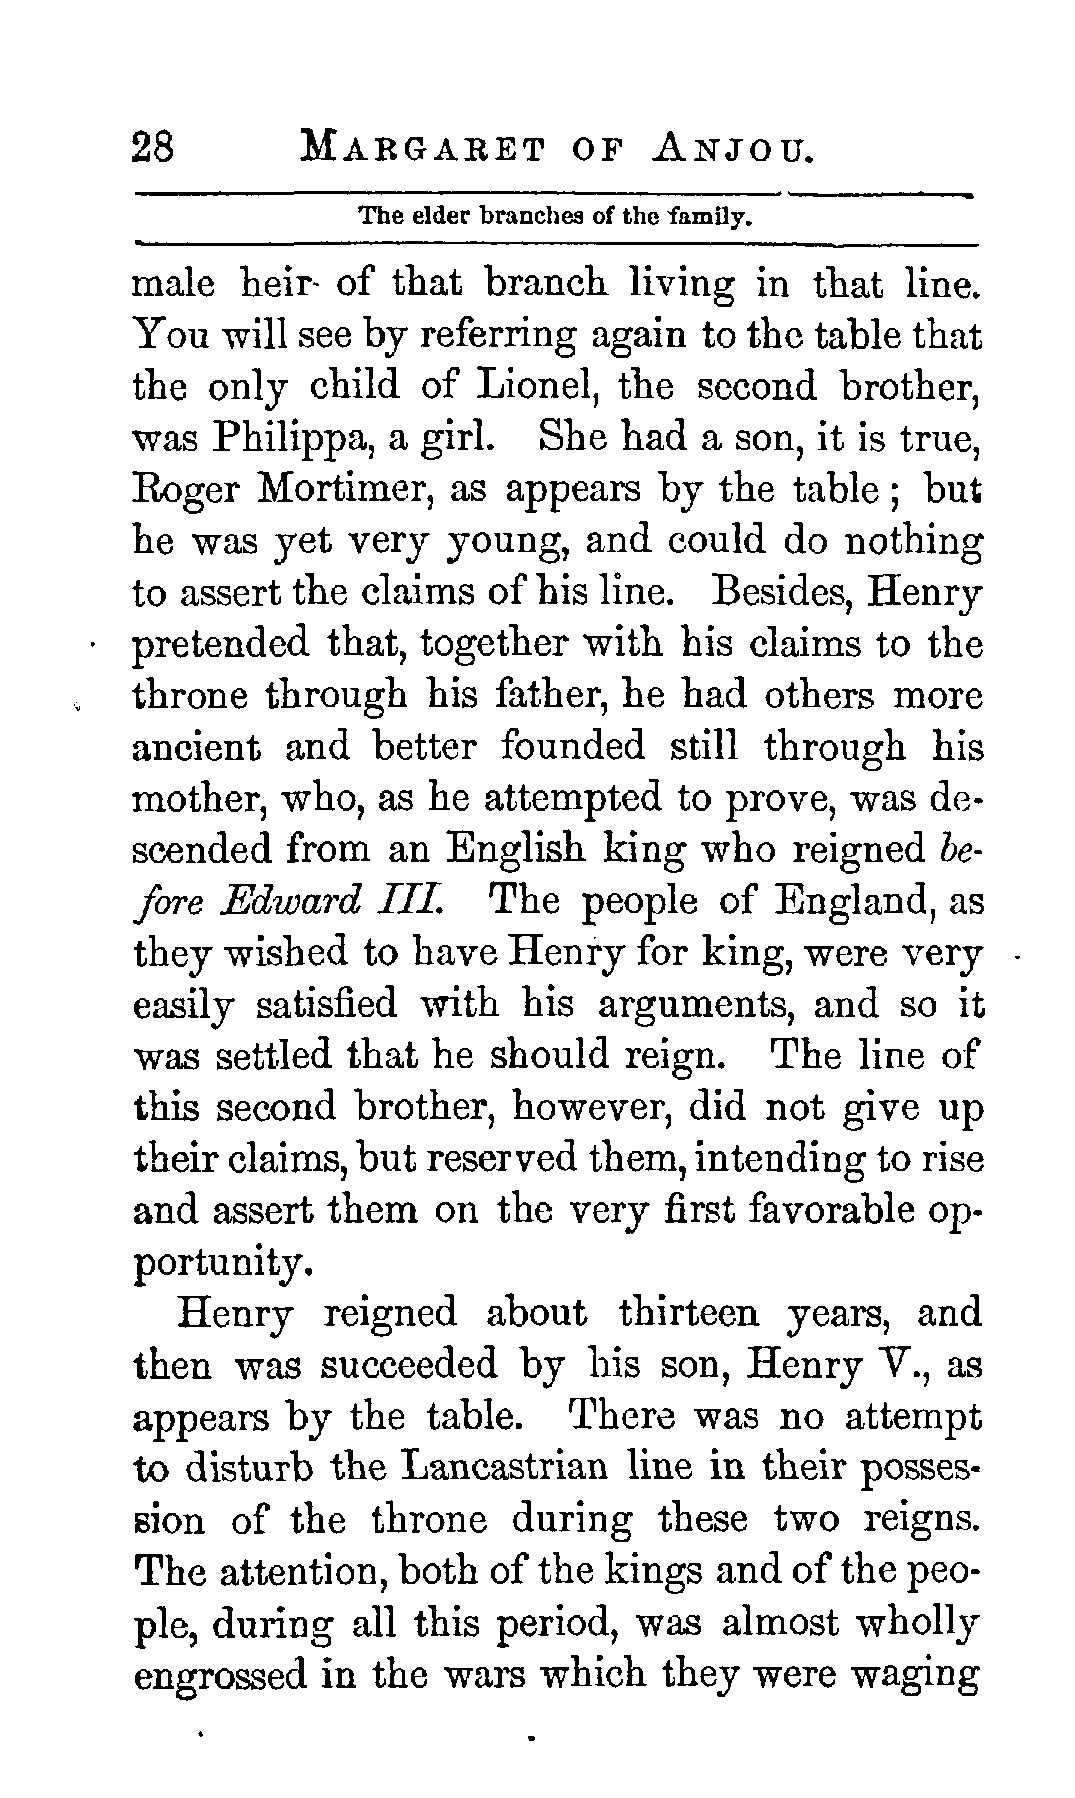 28 MARGARET OF ANJOU.
The elder branches of the family.
male heir of that branch living in that line.
You will see by referring again to the table that
the only child of Lionel, the second brother,
was Philippa, a girl. She had a son, it is true,
Roger Mortimer, as appears by the table ; but
he was yet very young, and could do nothing
to assert the claims of his line. Besides, Henry
pretended that, together with his claims to the
throne through his father, he had others more
ancient and better founded still through his
mother, who, as he attempted to prove, was de-
scended from an English king who reigned be-
fore Edward III. The people of England, as
they wished to have Henry for king, were very
easily satisfied with his arguments, and so it
was settled that he should reign. The line of
this second brother, however, did not give up
their claims, but reserved them, intending to rise
and assert them on the very first favorable op-
portunity.
Henry reigned about thirteen years, and
then was succeeded by his son, Henry V., as
appears by the table. There was no attempt
to disturb the Lancastrian line in their posses-
sion of the throne during these two reigns.
The attention, both of the kings and of the peo-
ple, during all this period, was almost wholly
engrossed in the wars which they were waging